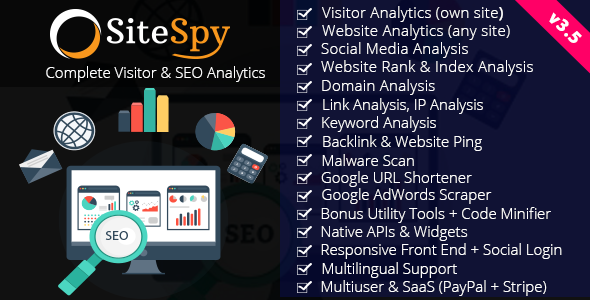 SiteSpy
Complete Visitor & SEO Analytics
SEO
SEO
v3.5
Visitor Analytics (own site)
Website Analytics (any site)
Social Media Analysis
Website Rank & Index Analysis
Domain Analysis
Link Analysis, IP Analysis
Keyword Analysis
Backlink & Website Ping
Malware Scan
Google URL Shortener
Google AdWords Scraper
Bonus Utility Tools + Code Minifier
Native APIs & Widgets
Responsive Front End + Social Login
Multilingual Support
Multiuser & SaaS (PayPal + Stripe)